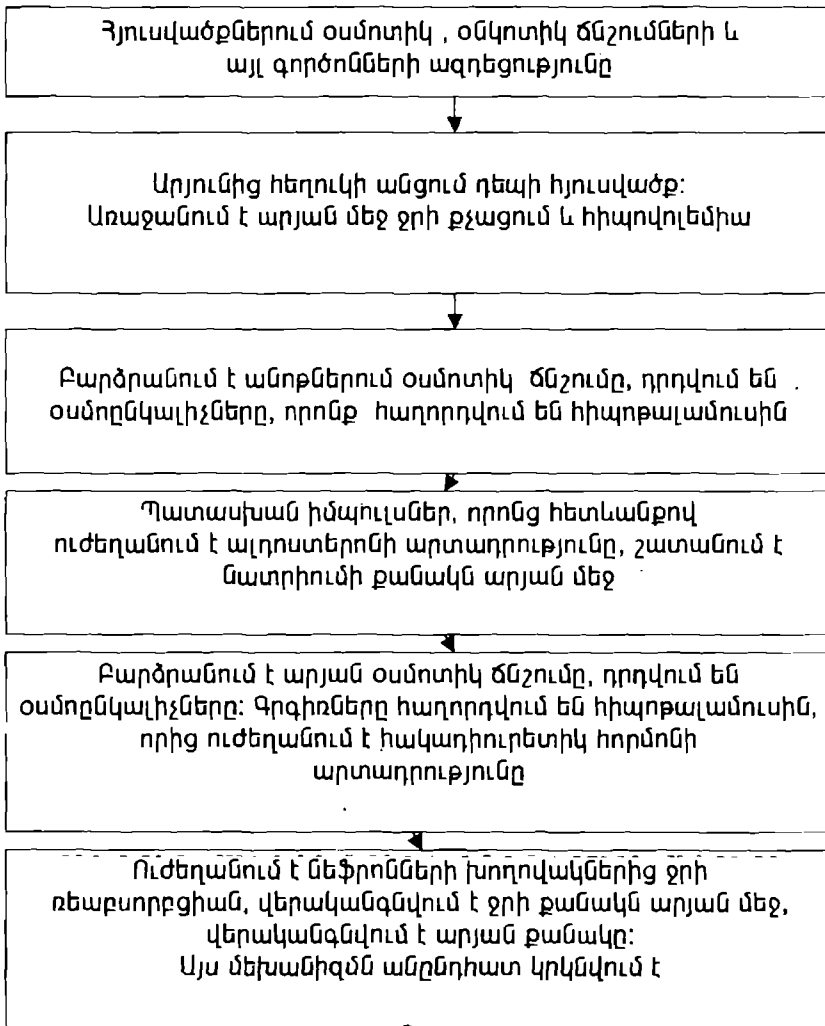 Հյուսվածքներում օսմոտիկ , օնկոտիկ ճնշումների և
այլ գործոնների ազդեցությունը
Արյունից հեղուկի անցում դեպի հյուսվածք:
Առաջանում է արյան մեջ ջրի քչացում և հիպովոլեմիա
Բարձրանում է անոթներում օսմոտիկ ճնշումը, դրդվում են
օսմոընկալիչները, որոնք հաղորդվում են հիպոթալամուսին
Պատասխան իմպուլսներ, որոնց հետևանքով
ուժեղանում է ալդոստերոնի արտադրությունը, շատանում է
նատրիումի քանակն արյան մեջ
Բարձրանում է արյան օսմոտիկ ճնշումը, դրդվում են
օսմոընկալիչները: Գրգիռները հաղորդվում են հիպոթալամուսին,
որից ուժեղանում է հակադիուրետիկ հորմոնի
արտադրությունը
Ուժեղանում է նեֆրոնների խողովակներից ջրի
ռեաբսորբցիան, վերականգնվում է ջրի քանակն արյան մեջ,
վերականգնվում է արյան քանակը:
Այս մեխանիզմն անընդհատ կրկնվում է